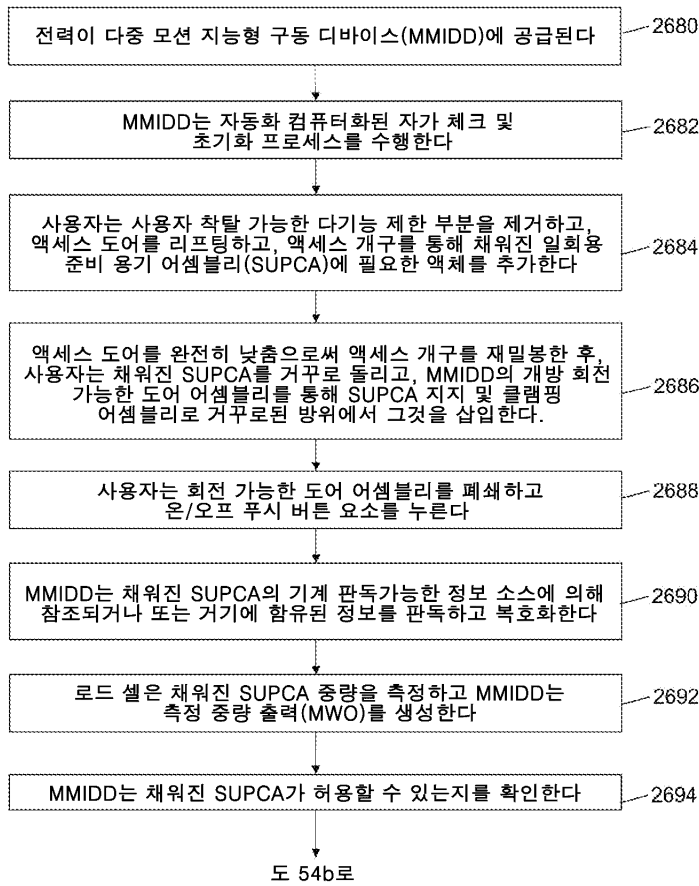 전력이 다중 모션 지능형 구동 디바이스(MMIDD)에 공급된다
2680
MMIDD는 자동화 컴퓨터화된 자가 체크 및
초기화 프로세스를 수행한다
2682
사용자는 사용자 착탈 가능한 다기능 제한 부분을 제거하고,
액세스 도어를 리프팅하고, 액세스 개구를 통해 채워진 일회용
준비 용기 어셈블리(SUPCA)에 필요한 액체를 추가한다
2684
액세스 도어를 완전히 낮춤으로써 액세스 개구를 재밀봉한 후,
사용자는 채워진 SUPCA를 거꾸로 돌리고, MMIDD의 개방 회전
가능한 도어 어셈블리를 통해 SUPCA 지지 및 클램핑
어셈블리로 거꾸로된 방위에서 그것을 삽입한다.
2686
사용자는 회전 가능한 도어 어셈블리를 폐쇄하고
온/오프 푸시 버튼 요소를 누른다
2688
MMIDD는 채워진 SUPCA의 기계 판독가능한 정보 소스에 의해
참조되거나 또는 거기에 함유된 정보를 판독하고 복호화한다
2690
로드 셀은 채워진 SUPCA 중량을 측정하고 MMIDD는
측정 중량 출력(MWO)를 생성한다
2692
MMIDD는 채워진 SUPCA가 허용할 수 있는지를 확인한다
2694
도 54b로